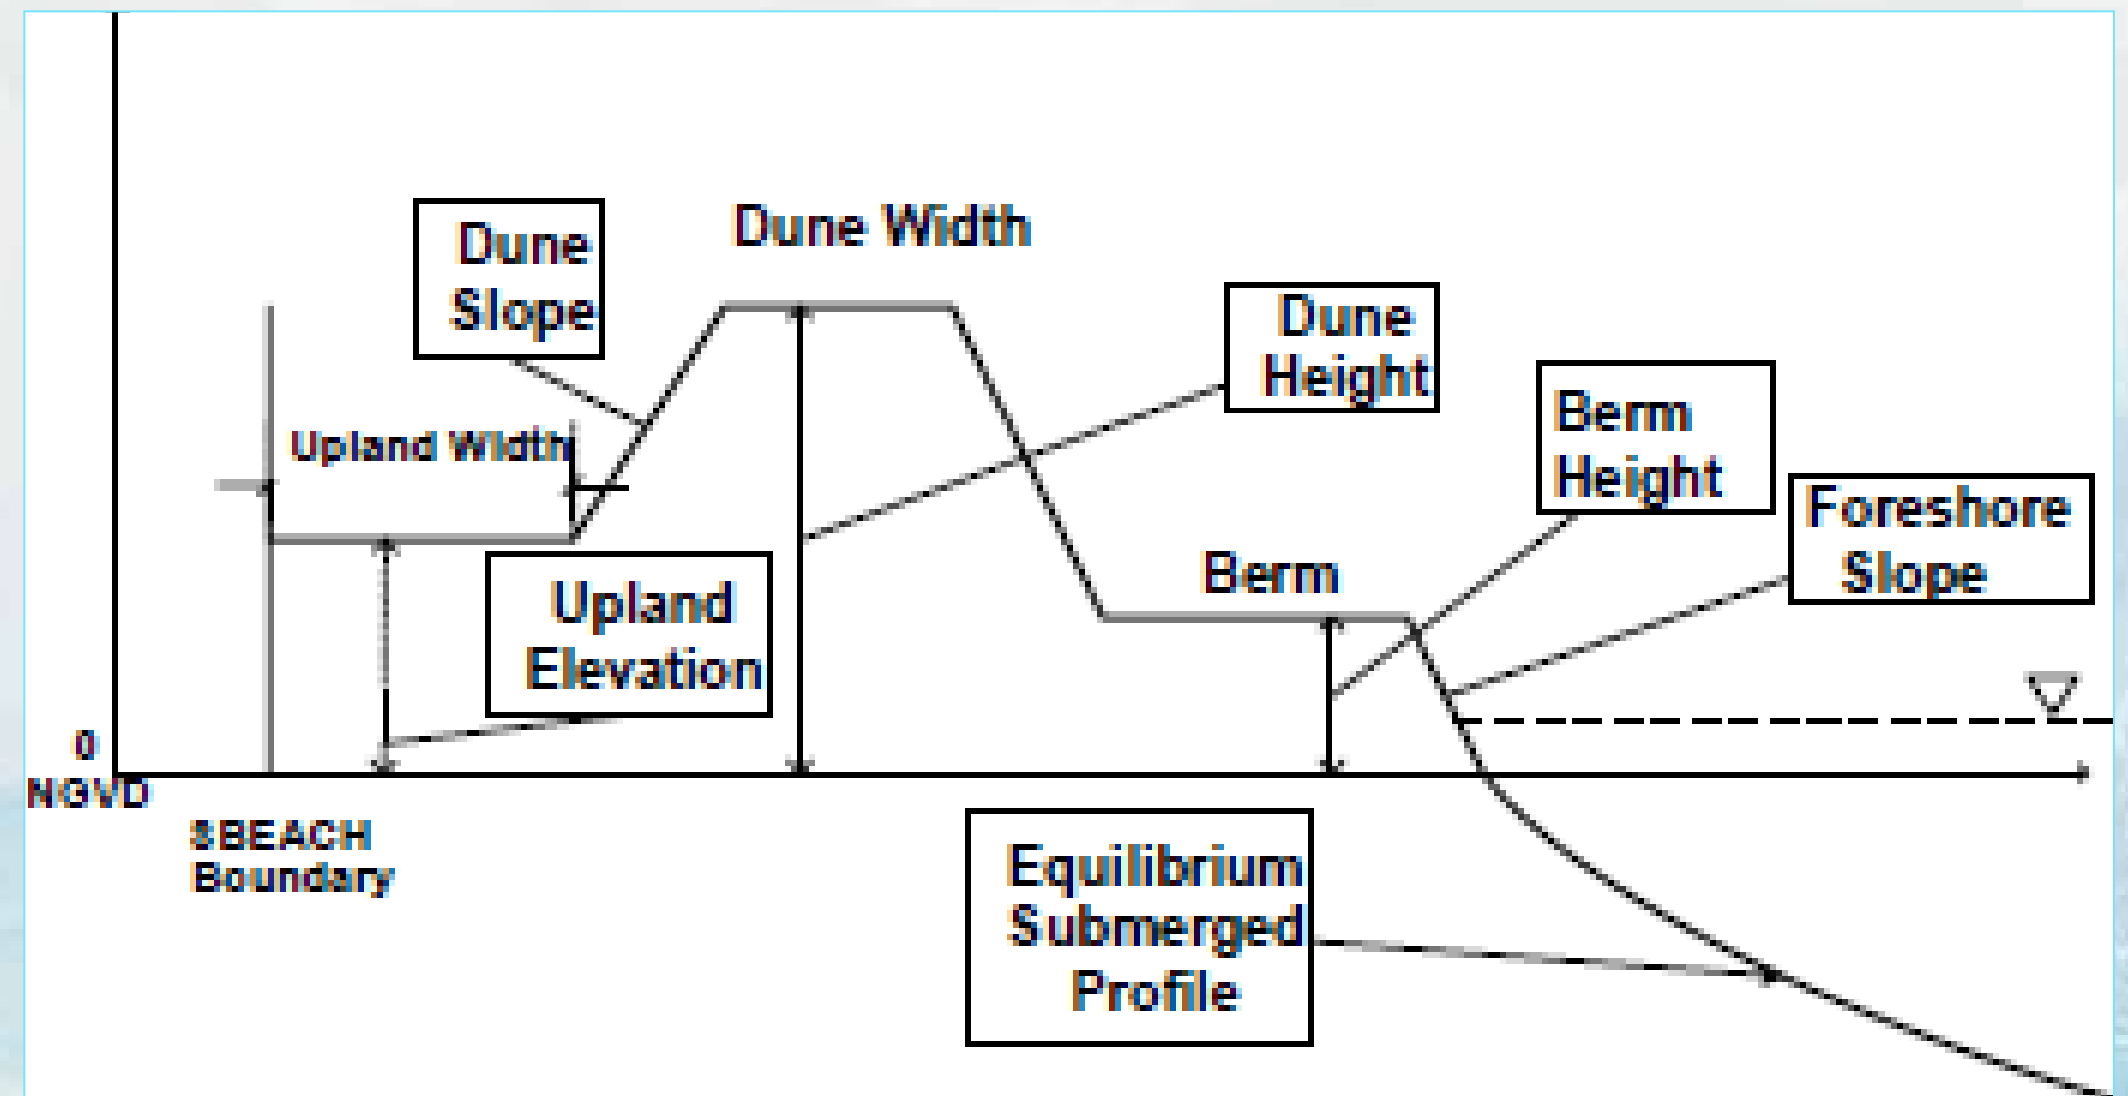 Dune
Slope
Dune Width
Dune
Height
Upland Width
Berm
Height
Foreshore
Slope
Berm
Upland
Elevation
0
NGVD
SBEACH
Boundary
Equilibrium
Submerged
Profile